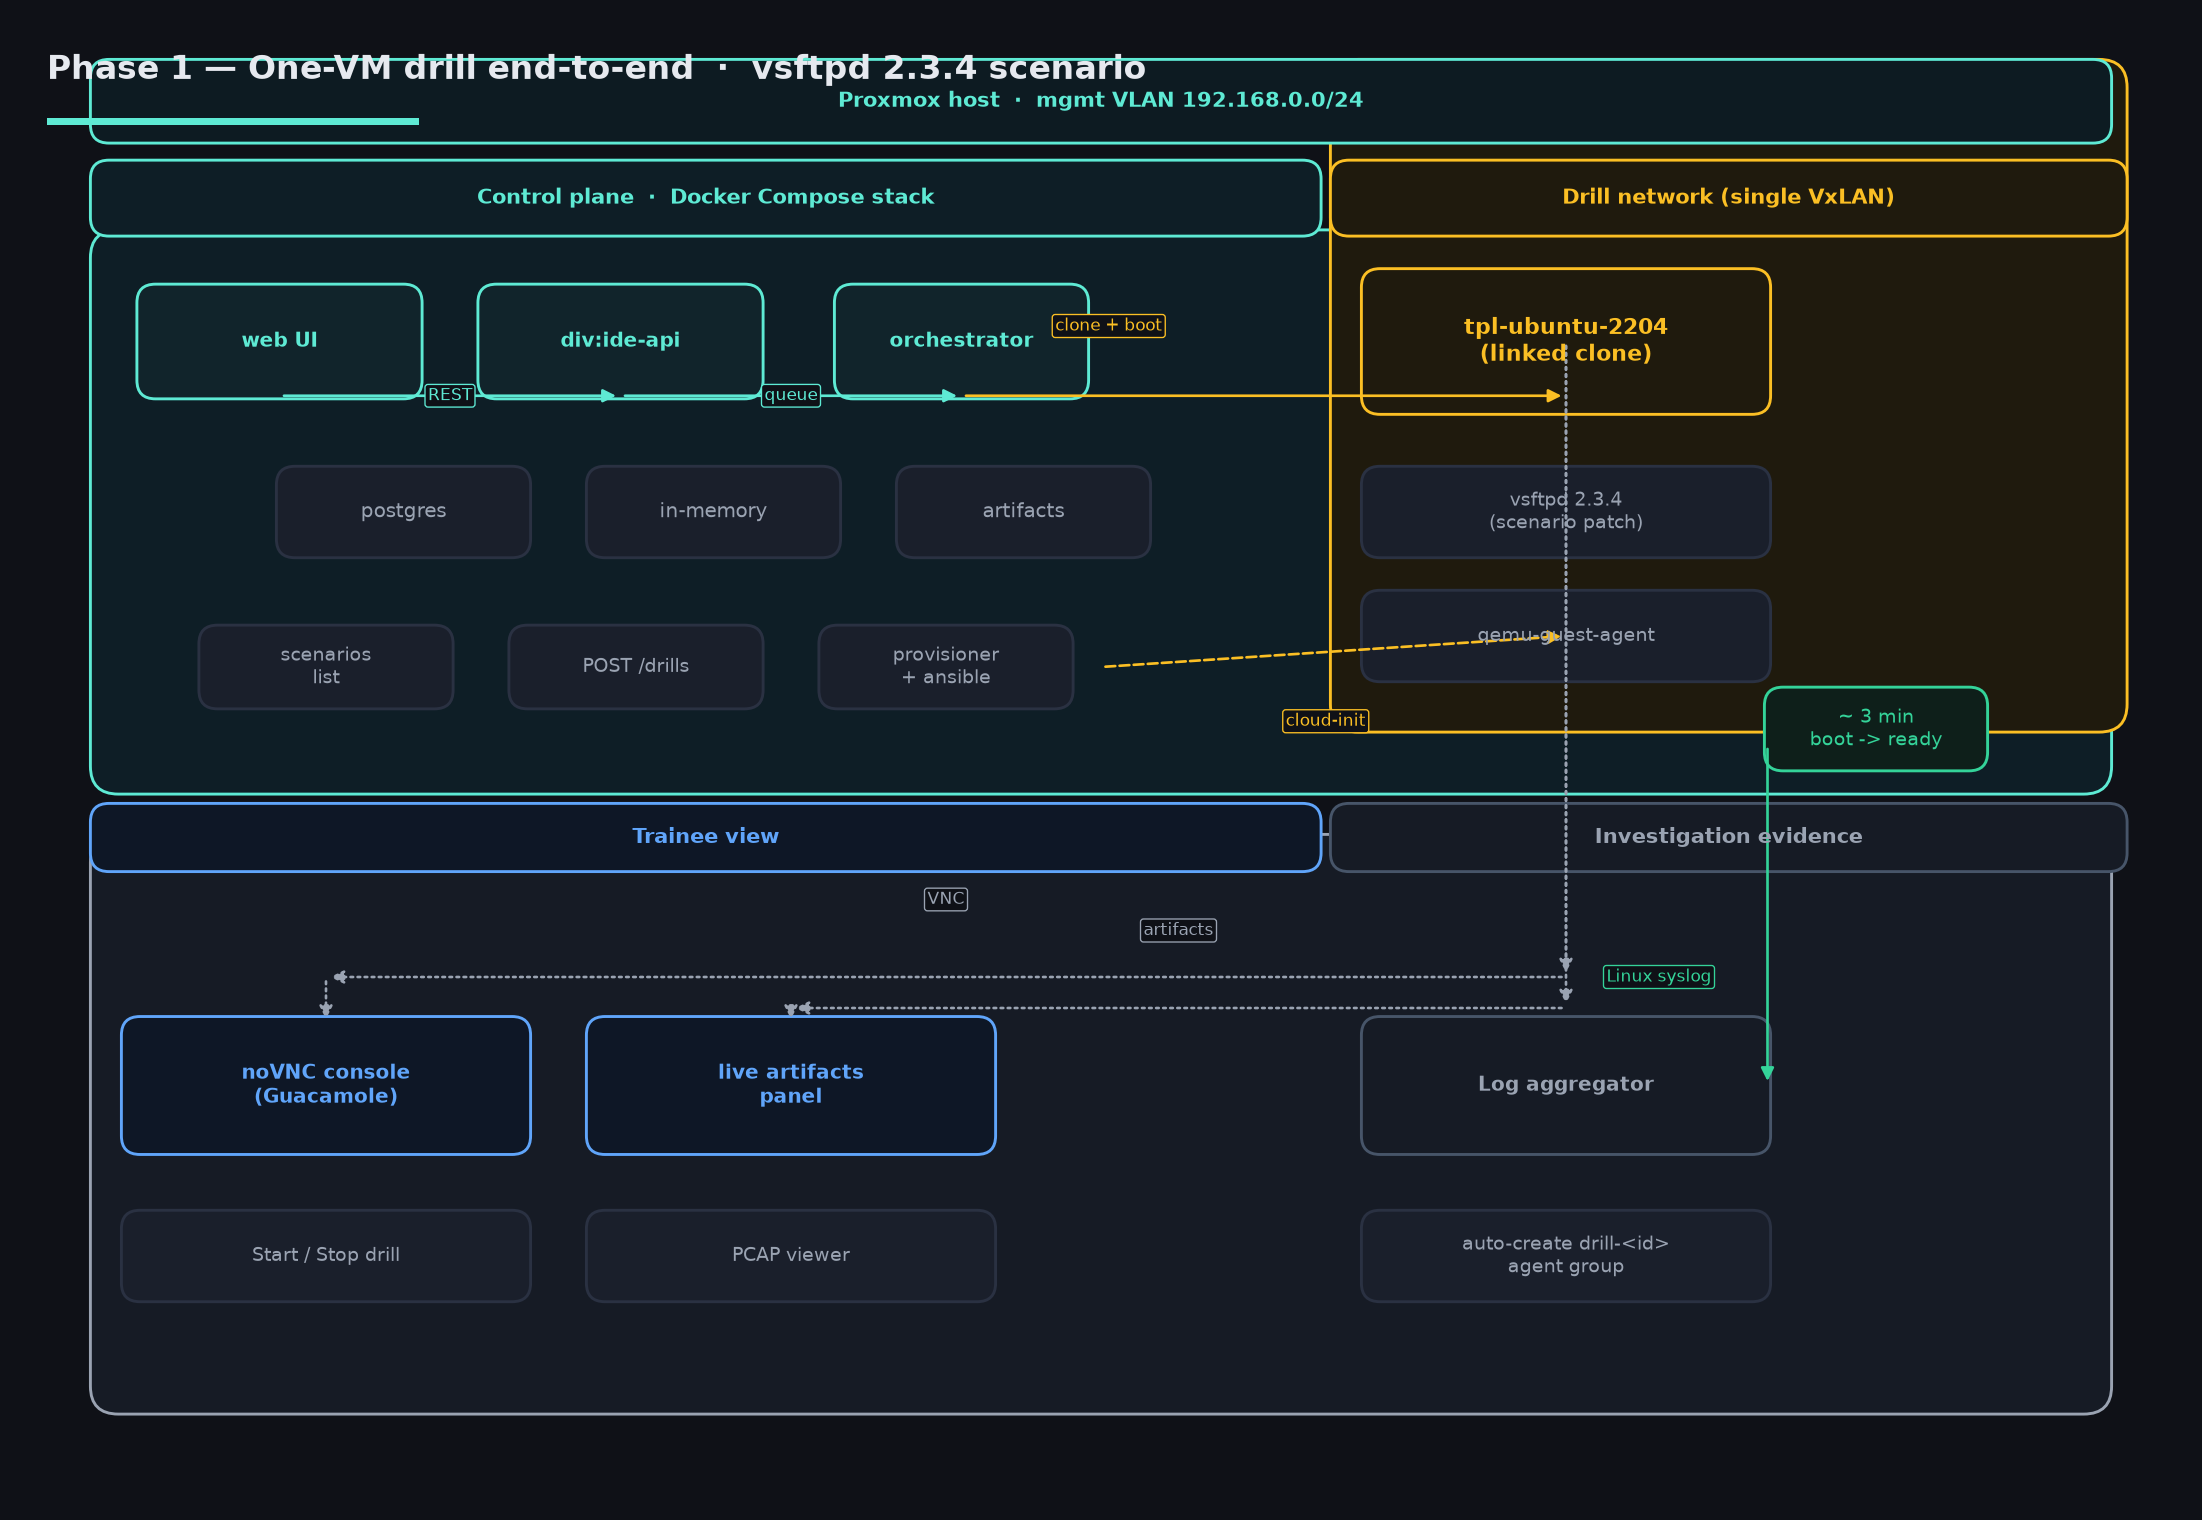 Phase 1 — One-VM drill end-to-end · vsftpd 2.3.4 scenario
Proxmox host · mgmt VLAN 192.168.0.0/24
Control plane · Docker Compose stack
Drill network (single VxLAN)
web UI
div:ide-api
orchestrator
clone + boot
tpl-ubuntu-2204
(linked clone)
REST
queue
postgres
in-memory
artifacts
vsftpd 2.3.4
(scenario patch)
scenarios
list
POST /drills
provisioner
+ ansible
qemu-guest-agent
cloud-init
~ 3 min
boot -> ready
Trainee view
Investigation evidence
VNC
artifacts
Linux syslog
noVNC console
(Guacamole)
live artifacts
panel
Log aggregator
Start / Stop drill
PCAP viewer
auto-create drill-<id>
agent group